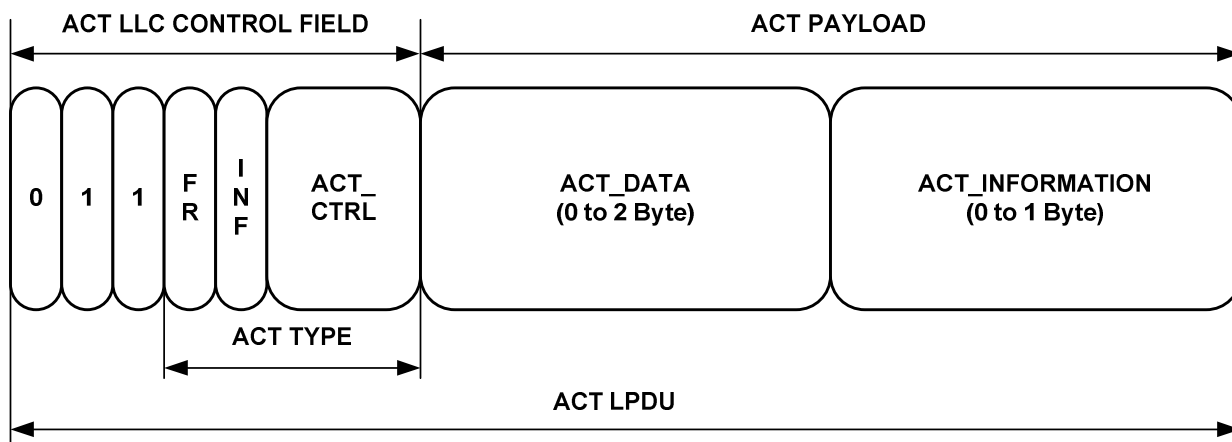 ACT LLC CONTROL FIELD
ACT PAYLOAD
0
1
1
F
R
I
N
F
ACT_
CTRL
ACT_DATA
(0 to 2 Byte)
ACT_INFORMATION
(0 to 1 Byte)
ACT TYPE
ACT LPDU